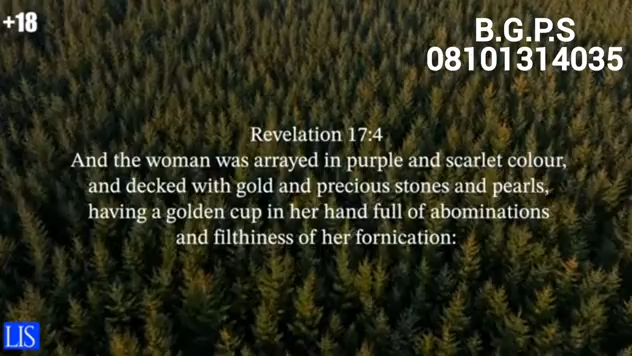 +18
B.G.P.S
08101314035
Revelation 17:4
And the woman was arrayed in purple and scarlet colour,
and decked with gold and precious stones and pearls,
having a golden cup in her hand full of abominations
and filthiness of her fornication:
LIS